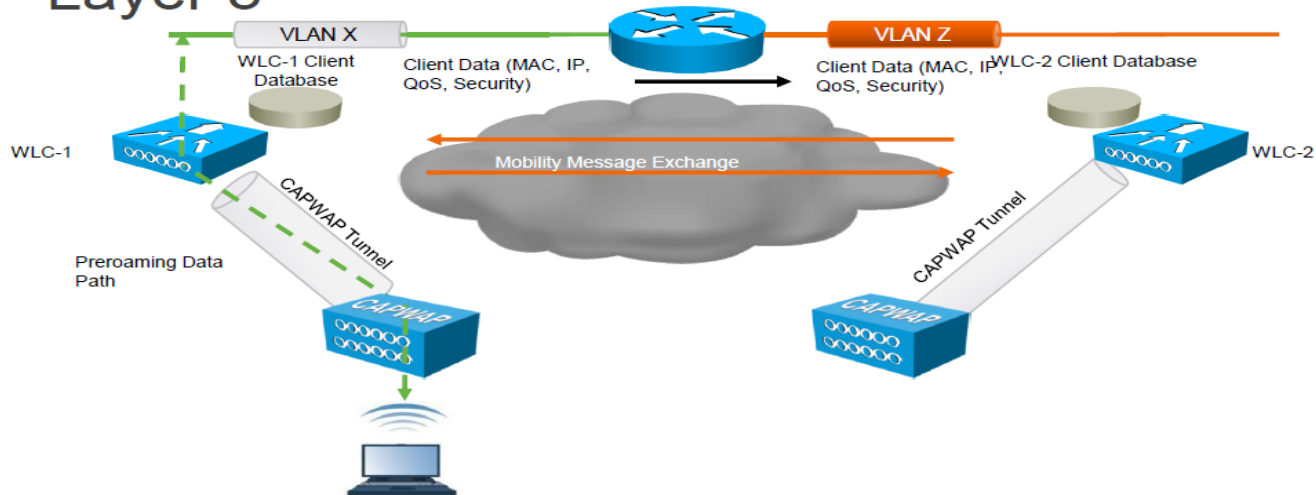 Layer 3
VLAN X
VLAN Z
WLC-1 Client
Database
Client Data (MAC, IP,
QoS, Security)
Client Data (MAC, IP,
QoS, Security)
WLC-2 Client Database
WLC-1
Mobility Message Exchange
WLC-2
CAPWAP Tunnel
CAPWAP Tunnel
Preroaming Data
Path
CAPWAP
CAPWAP